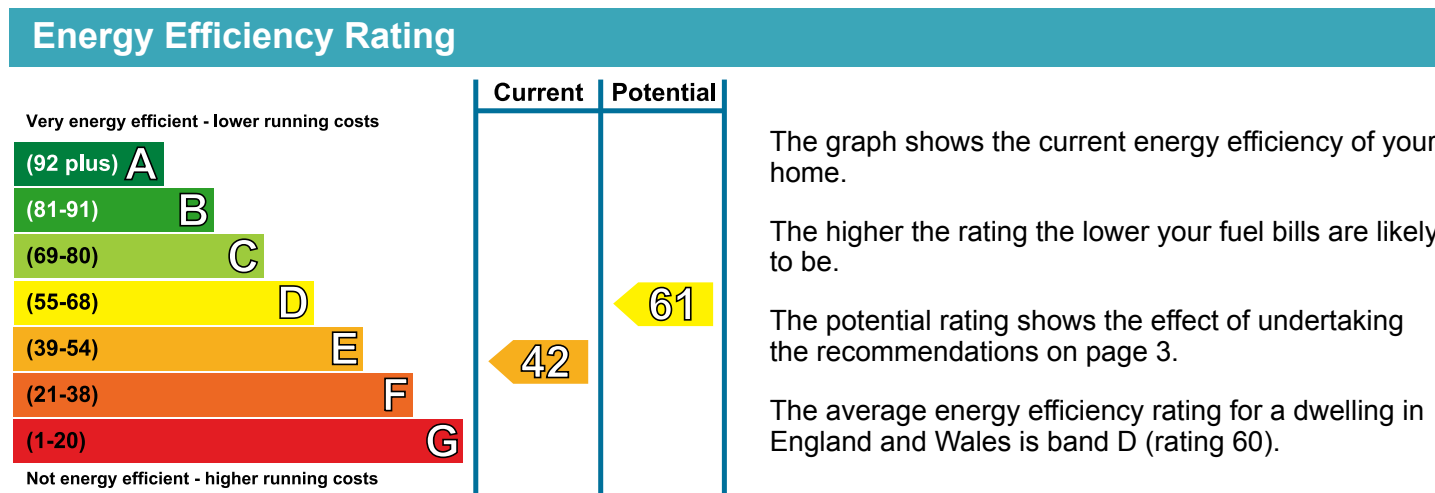 Energy Efficiency Rating
Current Potential
Very energy efficient - lower running costs
(92 plus) A
(81-91) B
(69-80) C
(55-68) D
61
(39-54) E
42
(21-38) F
(1-20) G
Not energy efficient - higher running costs
The graph shows the current energy efficiency of your
home.
The higher the rating the lower your fuel bills are likely
to be.
The potential rating shows the effect of undertaking
the recommendations on page 3.
The average energy efficiency rating for a dwelling in
England and Wales is band D (rating 60).